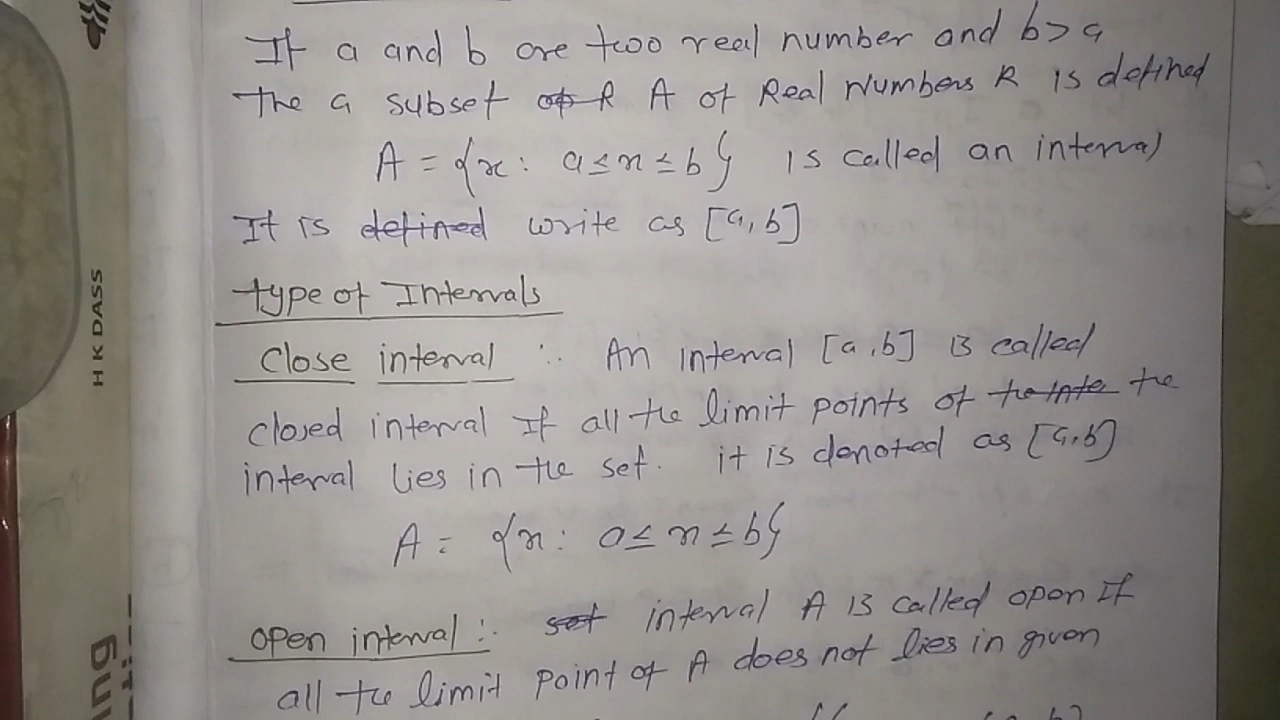 If a and b are two real number and b > a
the a subset of R A of Real Numbers R is defined
A = {x: a ≤ x ≤ b} is called an interval
It is defined write as [a, b]
Type of Intervals
Close interval :. An interval [a, b] is called
closed interval If all the limit points of the inte the
interval lies in the set. it is denoted as [a, b]
A = {x: a ≤ x ≤ b}
open interval :. set interval A is called open If
all the limit point of A does not lies in given
H K DASS